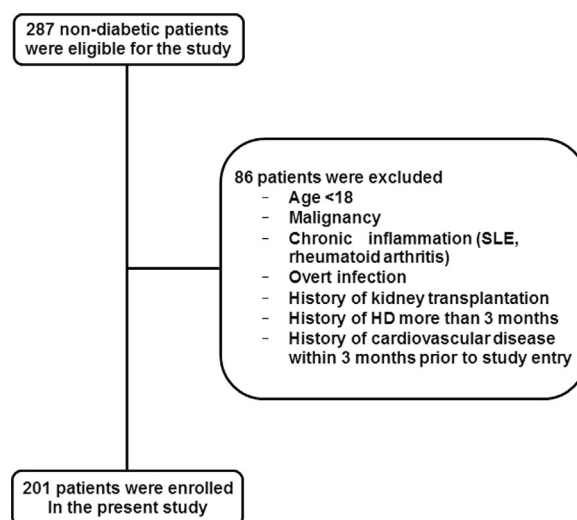 287 non-diabetic patients
were eligible for the study
86 patients were excluded
- Age <18
- Malignancy
- Chronic inflammation (SLE,
rheumatoid arthritis)
- Overt infection
- History of kidney transplantation
- History of HD more than 3 months
- History of cardiovascular disease
within 3 months prior to study entry
201 patients were enrolled
In the present study